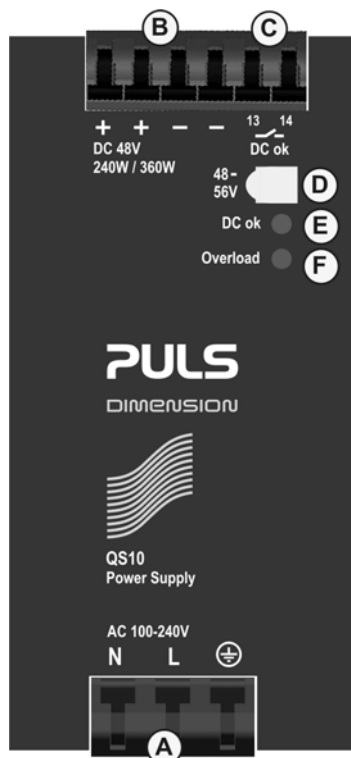 B
C
+ + − −
13 14
DC 48V
240W / 360W
DC ok
48-
56V
D
DC ok
E
Overload
F
PULS
DIMENSION
QS10
Power Supply
AC 100-240V
N L
A